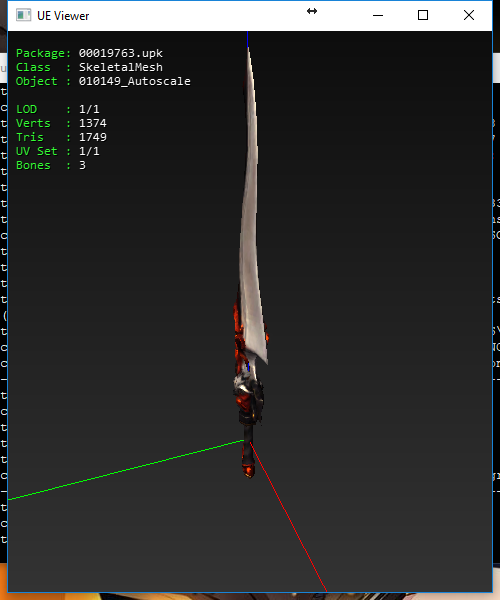 UE Viewer
Package: 00019763.upk
Class : SkeletalMesh
Object : 010149_Autoscale
LOD : 1/1
Verts : 1374
Tris : 1749
UV Set : 1/1
Bones : 3